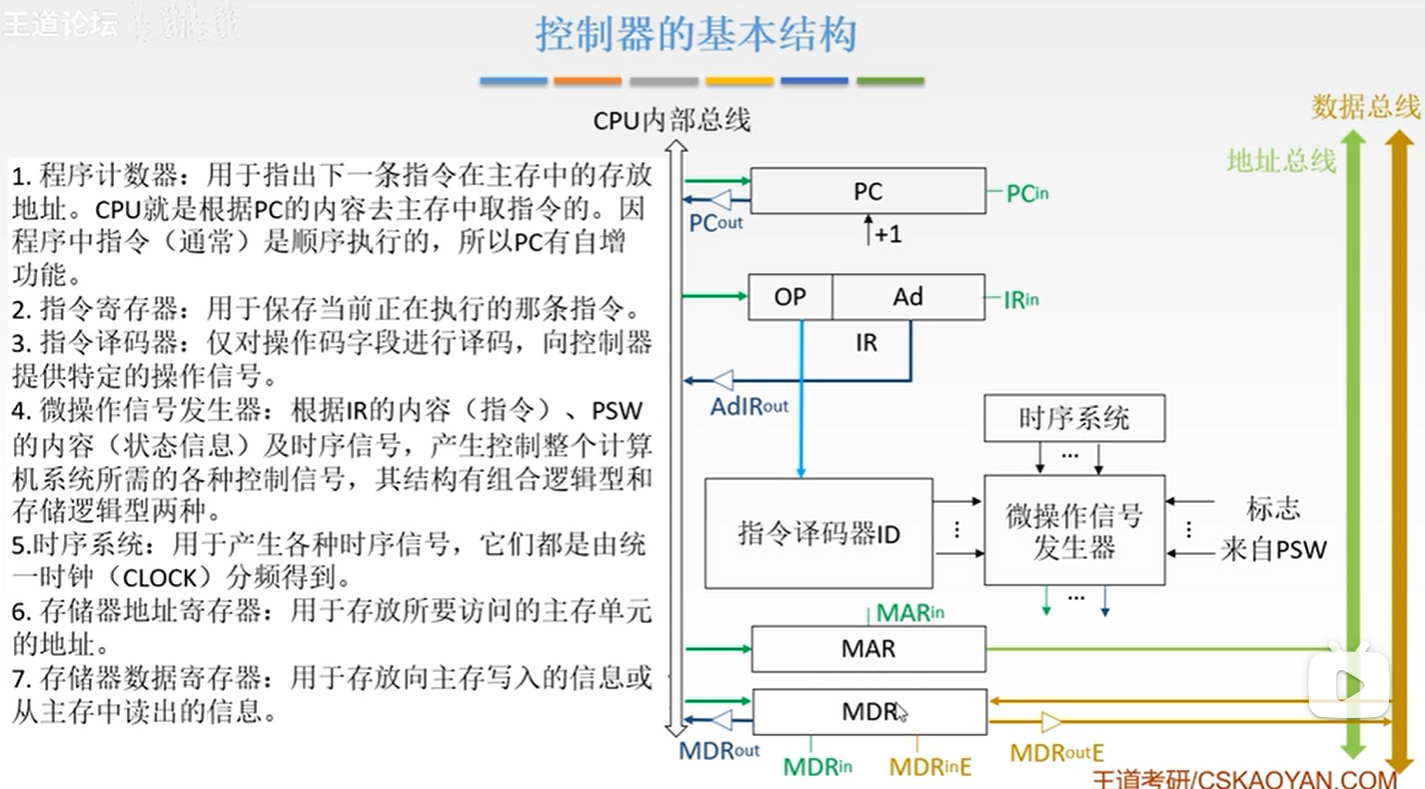 王道论坛
控制器的基本结构
CPU内部总线
数据总线
地址总线
1. 程序计数器：用于指出下一条指令在主存中的存放
地址。CPU就是根据PC的内容去主存中取指令的。因
程序中指令（通常）是顺序执行的，所以PC有自增
功能。
2. 指令寄存器：用于保存当前正在执行的那条指令。
3. 指令译码器：仅对操作码字段进行译码，向控制器
提供特定的操作信号。
4. 微操作信号发生器：根据IR的内容（指令）、PSW
的内容（状态信息）及时序信号，产生控制整个计算
机系统所需的各种控制信号，其结构有组合逻辑型和
存储逻辑型两种。
5.时序系统：用于产生各种时序信号，它们都是由统
一时钟（CLOCK）分频得到。
6. 存储器地址寄存器：用于存放所要访问的主存单元
的地址。
7. 存储器数据寄存器：用于存放向主存写入的信息或
从主存中读出的信息。
PC
PCin
PCout
+1
OP
Ad
IRin
IR
AdIRout
时序系统
...
指令译码器ID
...
微操作信号
发生器
...
标志
来自PSW
...
MARin
MAR
MDR
MDRout
MDRin
MDRinE
MDRoutE
王道考研/CSKAOYAN.COM